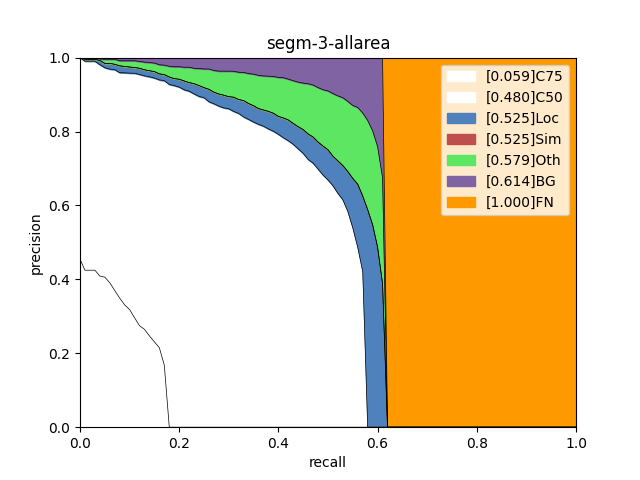 segm-3-allarea
1.0
0.8
0.6
0.4
0.2
0.0
precision
[0.059]C75
[0.480]C50
[0.525]Loc
[0.525]Sim
[0.579]Oth
[0.614]BG
[1.000]FN
0.0 0.2 0.4 0.6 0.8 1.0
recall